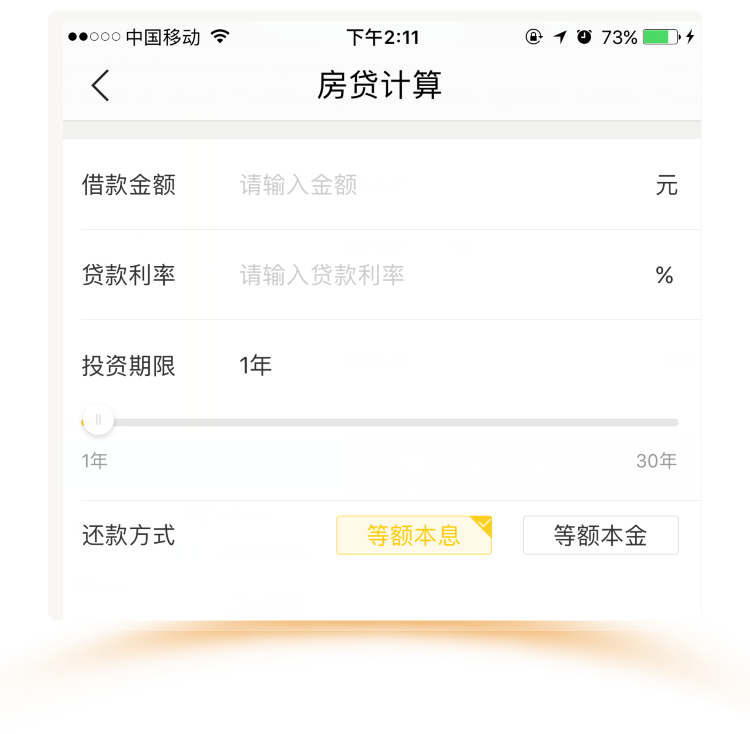 中国移动 下午2:11 73%
房贷计算
借款金额 请输入金额 元
贷款利率 请输入贷款利率 %
投资期限 1年
1年 30年
还款方式 等额本息 等额本金